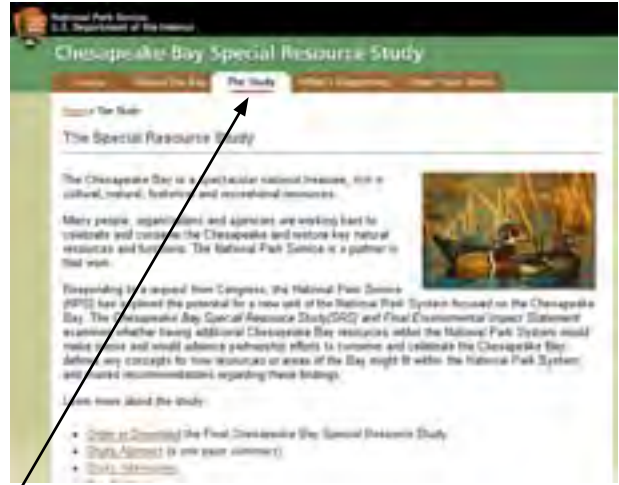 National Park Service
U.S. Department of the Interior
Chesapeake Bay Special Resource Study
The Study
The Study
The Special Resource Study
The Chesapeake Bay is a spectacular national treasure, rich in
cultural, natural, historical and recreational resources.
Many people, organizations and agencies are working hard to
celebrate and conserve the Chesapeake and restore key natural
resources and functions. The National Park Service is a partner in
that work.
Responding to a request from Congress, the National Park Service
(NPS) has explored the potential for a new unit of the National Park System focused on the Chesapeake
Bay. The Chesapeake Bay Special Resource Study(SRS) and Final Environmental Impact Statement
examined whether having additional Chesapeake Bay resources within the National Park System would
make sense and would advance partnership efforts to conserve and celebrate the Chesapeake Bay;
defined any concepts for how resources or areas of the Bay might fit within the National Park System;
and made recommendations regarding these findings.
Learn more about the study:
Order or Download the Final Chesapeake Bay Special Resource Study
Study Abstract (a one page summary)